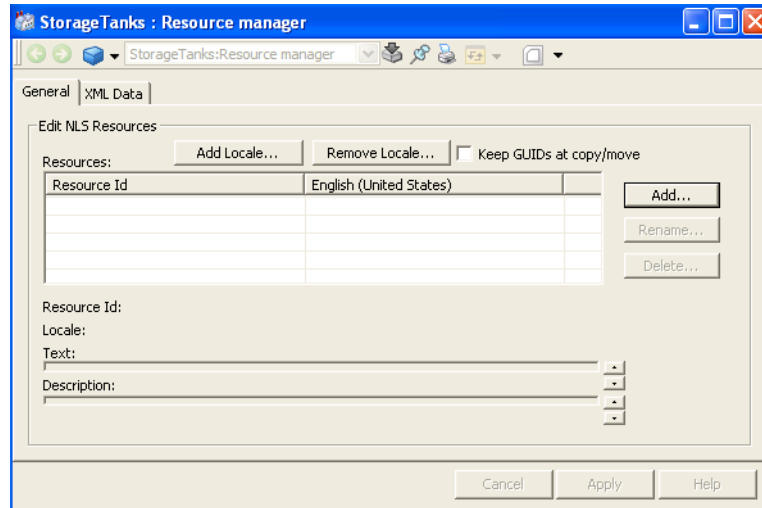 StorageTanks : Resource manager
StorageTanks:Resource manager
General XML Data
Edit NLS Resources
Resources: Add Locale... Remove Locale... Keep GUIDs at copy/move
Resource Id English (United States)
Add...
Rename...
Delete...
Resource Id:
Locale:
Text:
Description:
Cancel Apply Help